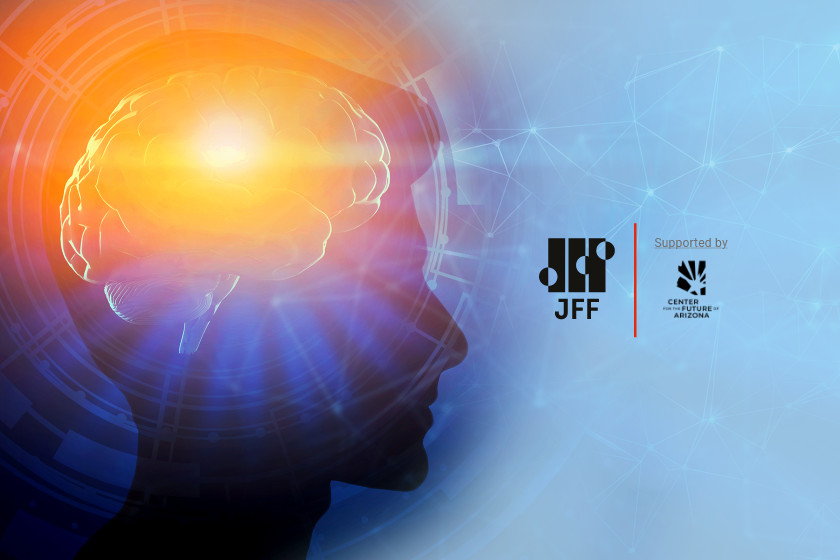 JFF
Supported by
CENTER
FOR THE FUTURE OF
ARIZONA